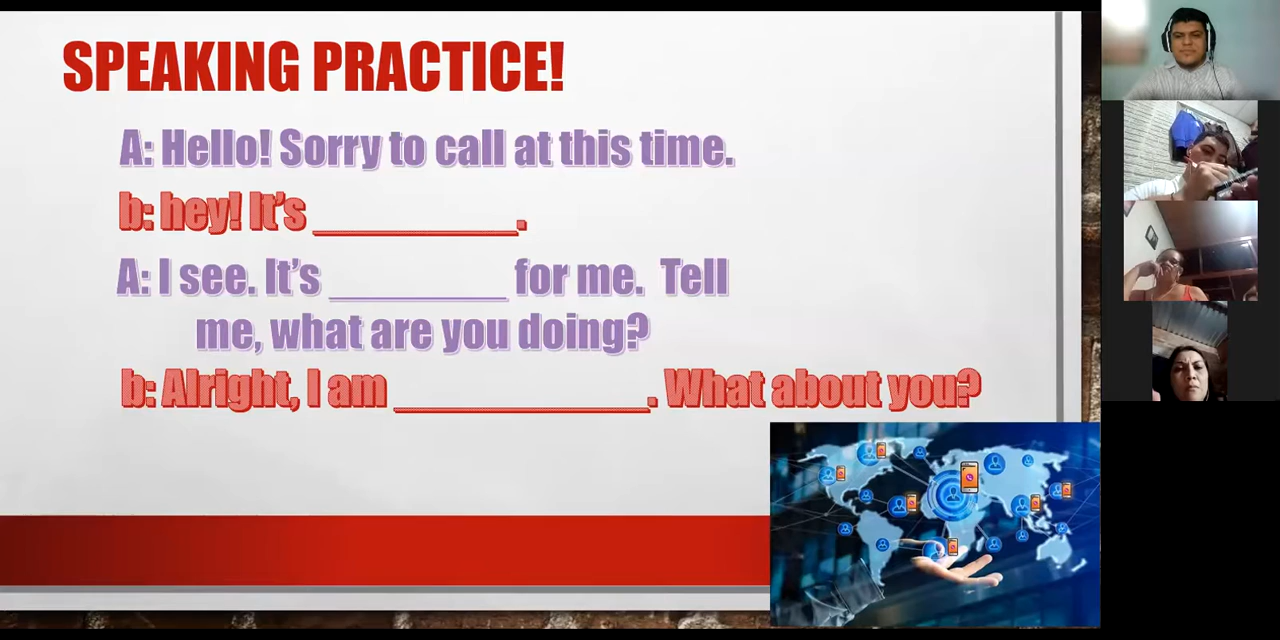 SPEAKING PRACTICE!
A: Hello! Sorry to call at this time.
b: hey! It’s __________.
A: I see. It’s _________ for me. Tell
me, what are you doing?
b: Alright, I am _____________. What about you?